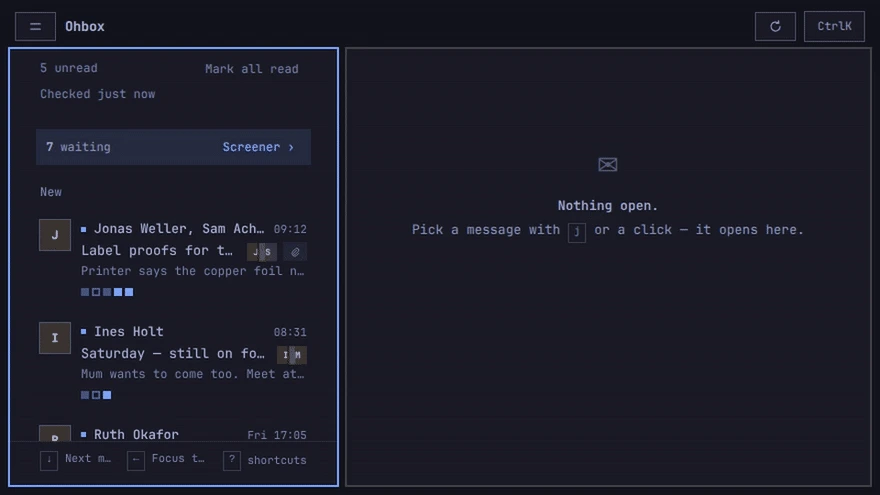 Ohbox
CtrlK
5 unread Mark all read
Checked just now
7 waiting Screener ›
New
J Jonas Weller, Sam Ach… 09:12
Label proofs for t… J S
Printer says the copper foil n…
I Ines Holt 08:31
Saturday — still on fo… I M
Mum wants to come too. Meet at…
R Ruth Okafor Fri 17:05
↓ Next m… ← Focus t… ? shortcuts
Nothing open.
Pick a message with j or a click — it opens here.